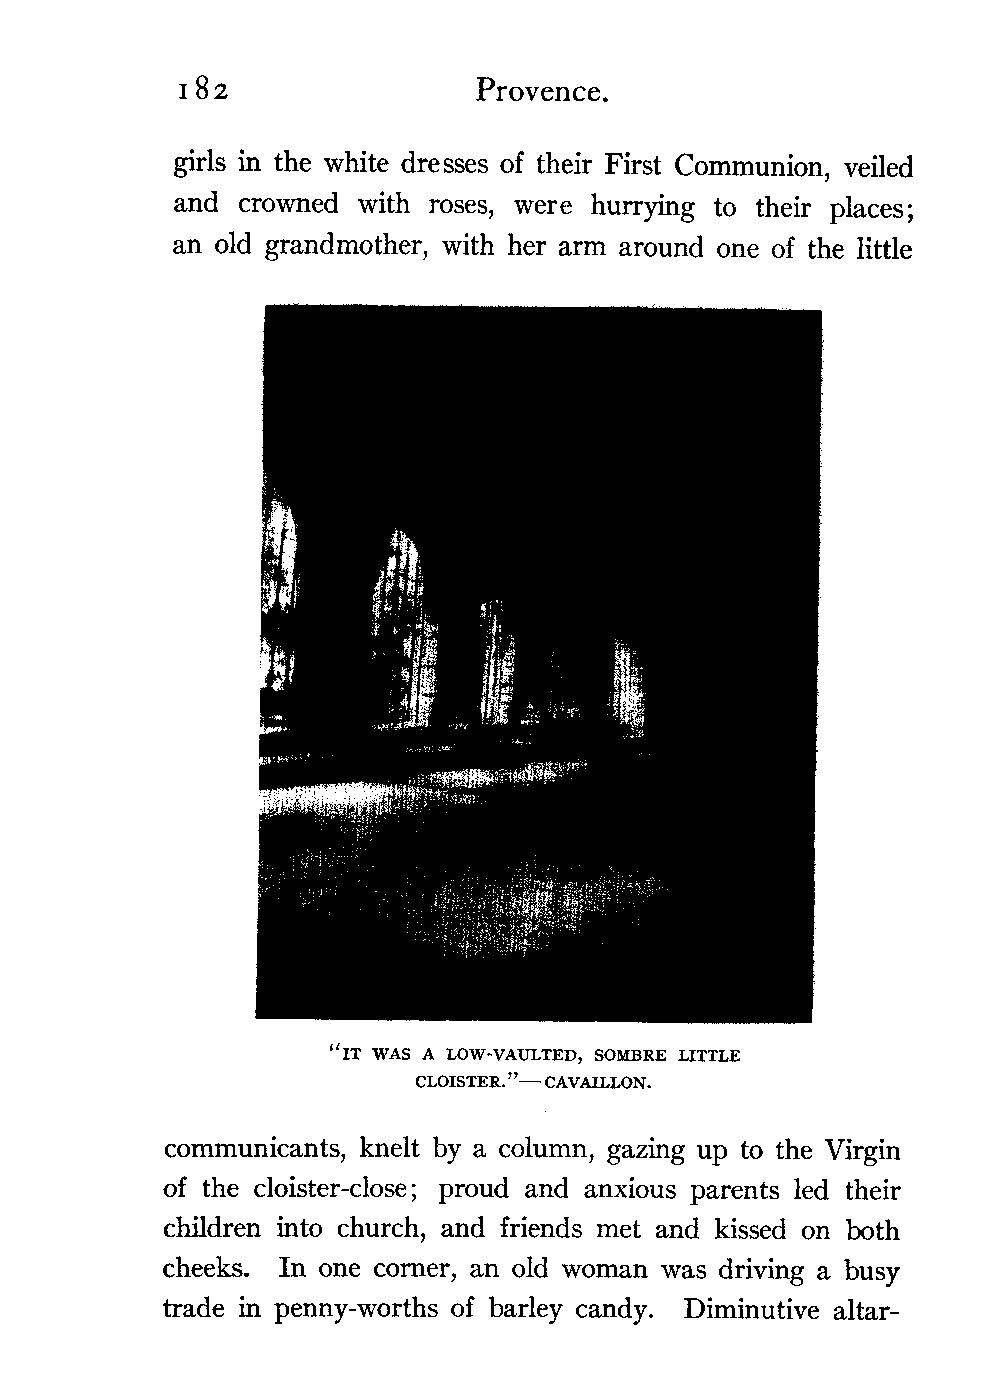 182 Provence.
girls in the white dresses of their First Communion, veiled
and crowned with roses, were hurrying to their places;
an old grandmother, with her arm around one of the little
"IT WAS A LOW-VAULTED, SOMBRE LITTLE
CLOISTER."—CAVAILLON.
communicants, knelt by a column, gazing up to the Virgin
of the cloister-close; proud and anxious parents led their
children into church, and friends met and kissed on both
cheeks. In one corner, an old woman was driving a busy
trade in penny-worths of barley candy. Diminutive altar-